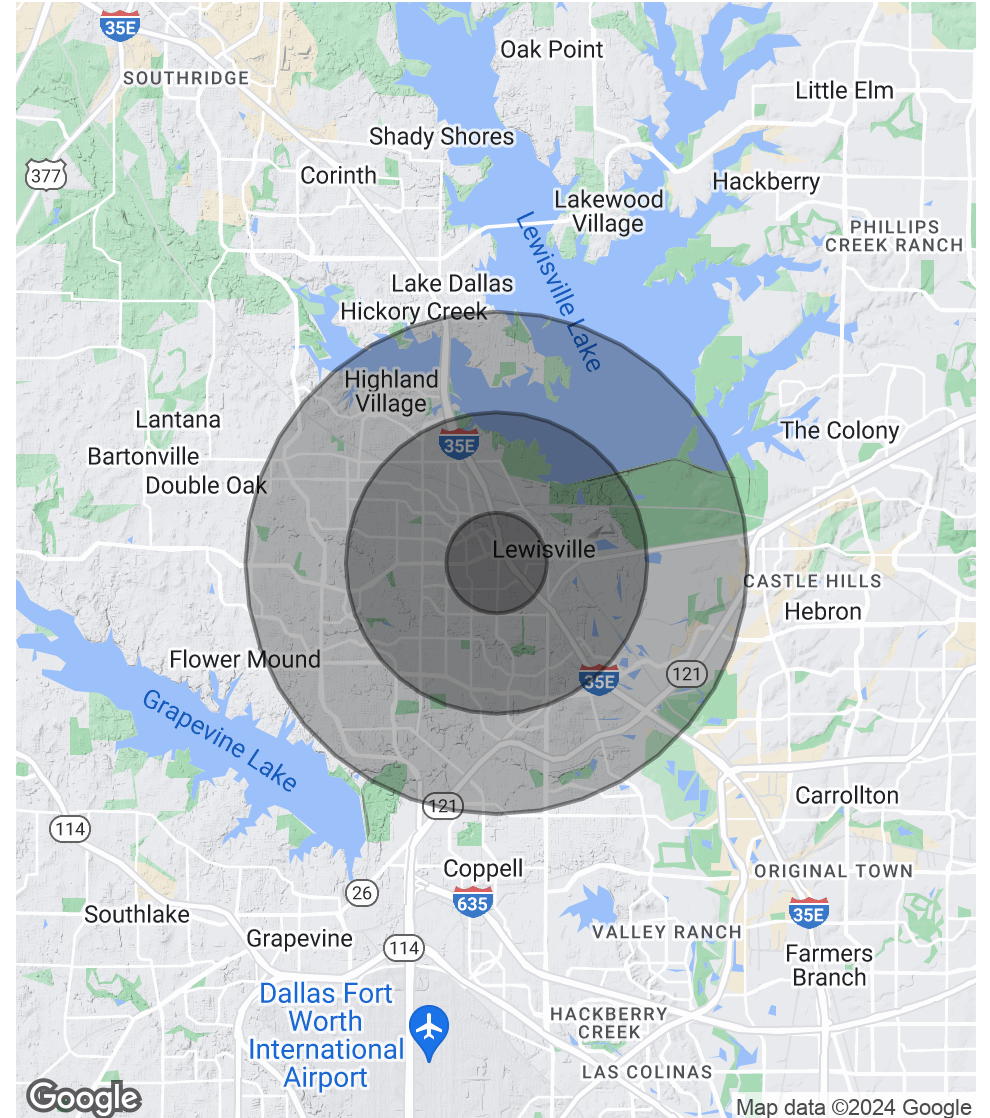 35E
Oak Point
SOUTHRIDGE
Little Elm
Shady Shores
377
Corinth
Hackberry
Lakewood
Village
PHILLIPS
CREEK RANCH
Lewisville Lake
Lake Dallas
Hickory Creek
Highland
Village
Lantana
The Colony
35E
Bartonville
Double Oak
Lewisville
CASTLE HILLS
Hebron
Flower Mound
121
35E
Grapevine Lake
Carrollton
121
114
Coppell
ORIGINAL TOWN
26
635
35E
Southlake
VALLEY RANCH
Grapevine
114
Farmers
Branch
Dallas Fort
Worth
International
Airport
HACKBERRY
CREEK
LAS COLINAS
Google
Map data ©2024 Google